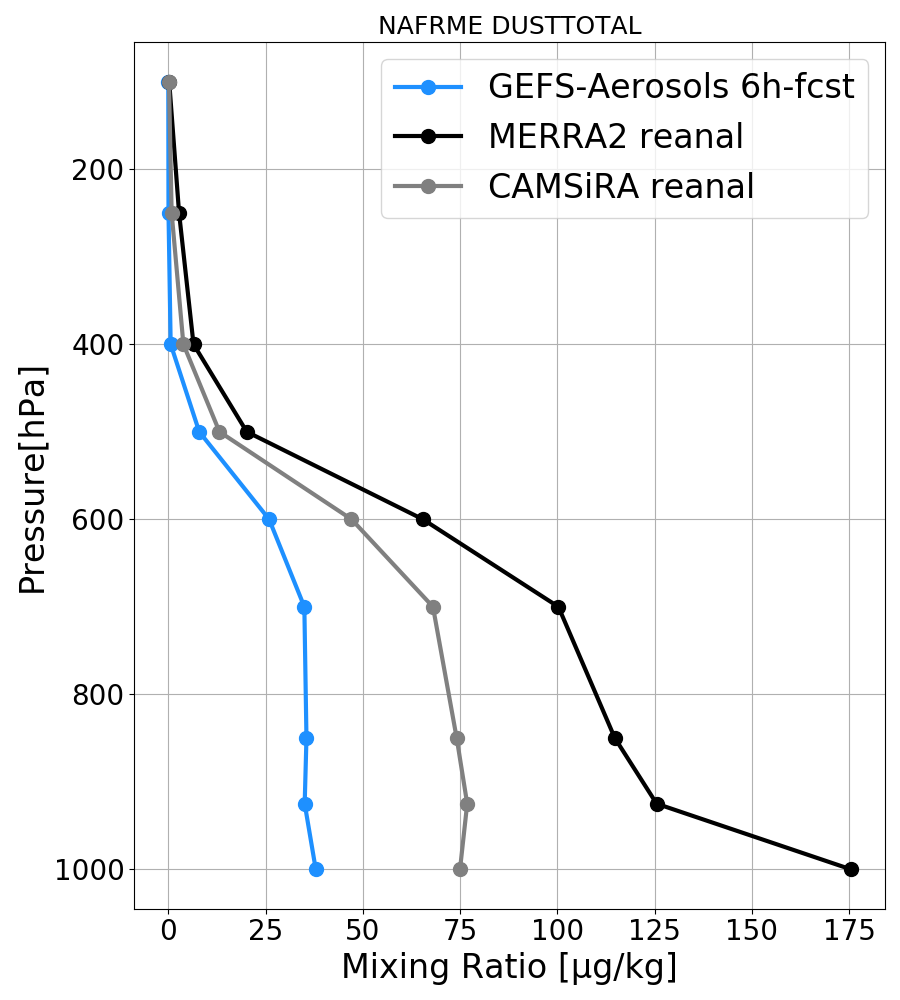 NAFRME DUSTTOTAL
GEFS-Aerosols 6h-fcst
MERRA2 reanal
CAMSiRA reanal
Pressure[hPa]
200
400
600
800
1000
0 25 50 75 100 125 150 175
Mixing Ratio [μg/kg]